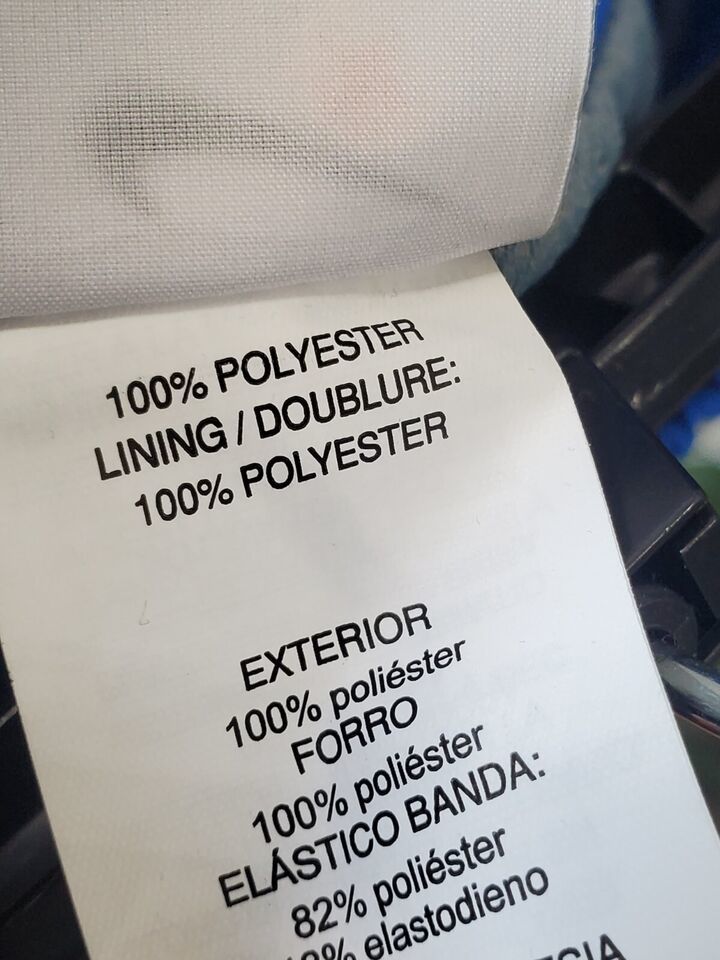 100% POLYESTER
LINING / DOUBLURE:
100% POLYESTER
EXTERIOR
100% poliéster
FORRO
100% poliéster
ELÁSTICO BANDA:
82% poliéster
elastodieno